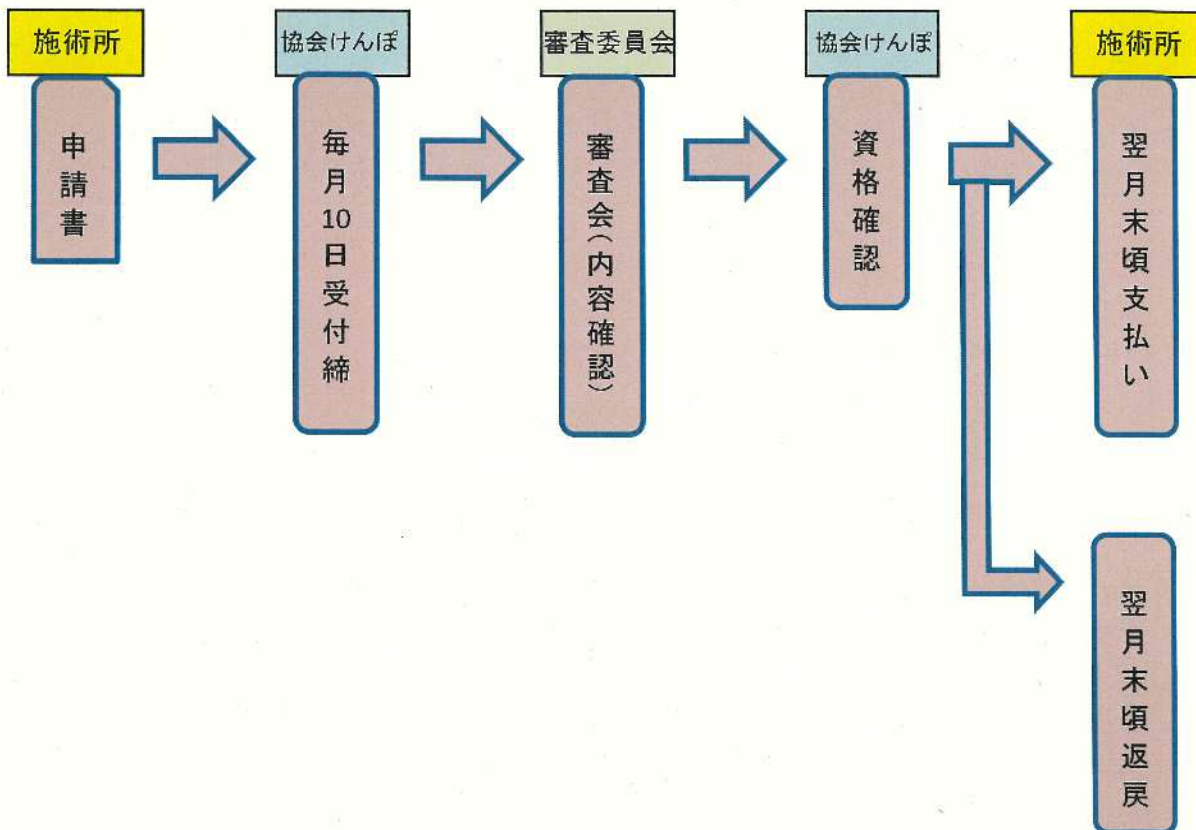 施術所
申請書
協会けんぽ
毎月10日受付締
審査委員会
審査会(内容確認)
協会けんぽ
資格確認
施術所
翌月末頃支払い
翌月末頃返戻